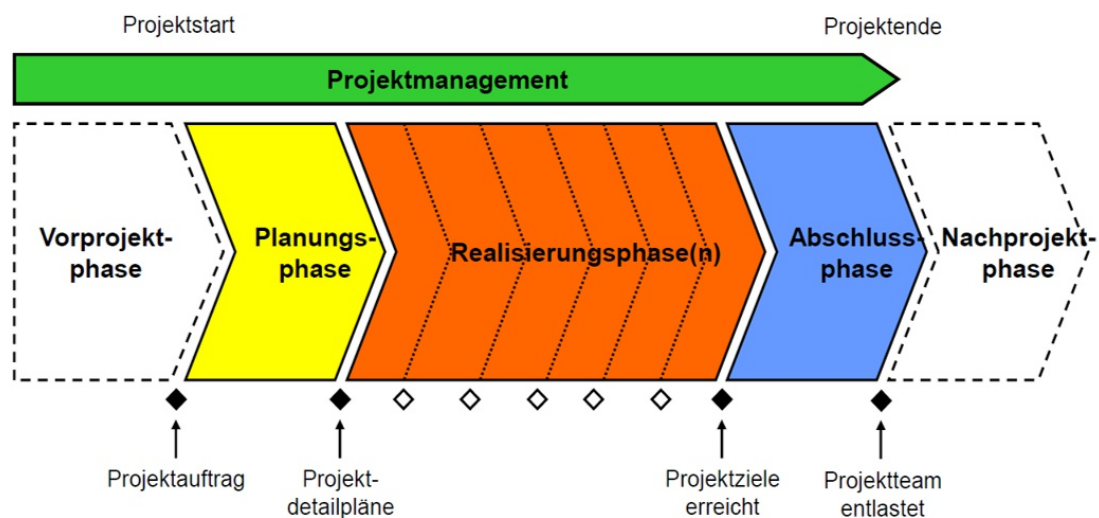 Projektstart
Projektende
Projektmanagement
Vorprojekt-
phase
Planungs-
phase
Realisierungsphase(n)
Abschluss-
phase
Nachprojekt-
phase
Projektauftrag
Projekt-
detailpläne
Projektziele
erreicht
Projektteam
entlastet